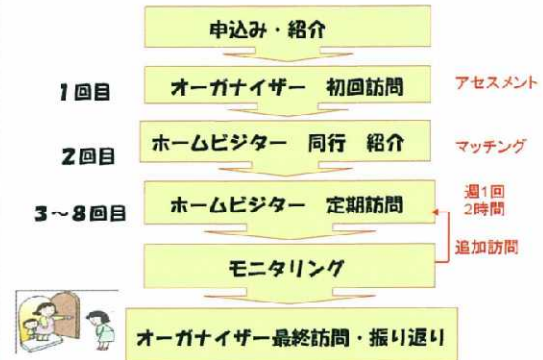 申込み・紹介
1回目 オーガナイザー 初回訪問 アセスメント
2回目 ホームビジター 同行 紹介 マッチング
3~8回目 ホームビジター 定期訪問 週1回
2時間
追加訪問
モニタリング
オーガナイザー最終訪問・振り返り